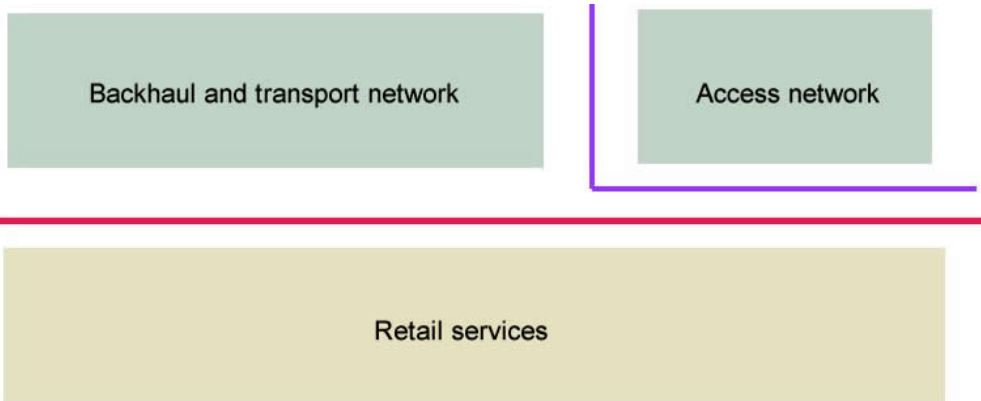 Backhaul and transport network
Access network
Retail services